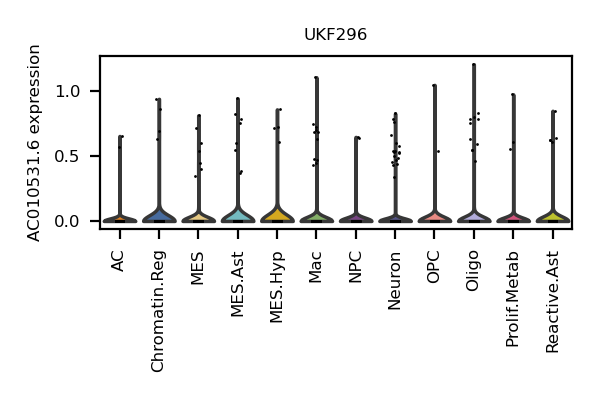 UKF296
AC010531.6 expression
1.0
0.5
0.0
AC
Chromatin.Reg
MES
MES.Ast
MES.Hyp
Mac
NPC
Neuron
OPC
Oligo
Prolif.Metab
Reactive.Ast